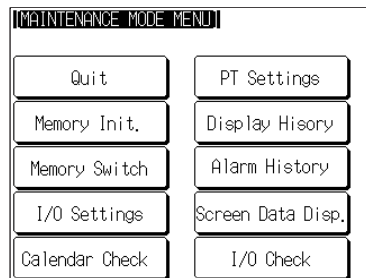 [MAINTENANCE MODE MENU]
Quit PT Settings
Memory Init. Display Hisory
Memory Switch Alarm History
I/O Settings Screen Data Disp.
Calendar Check I/O Check